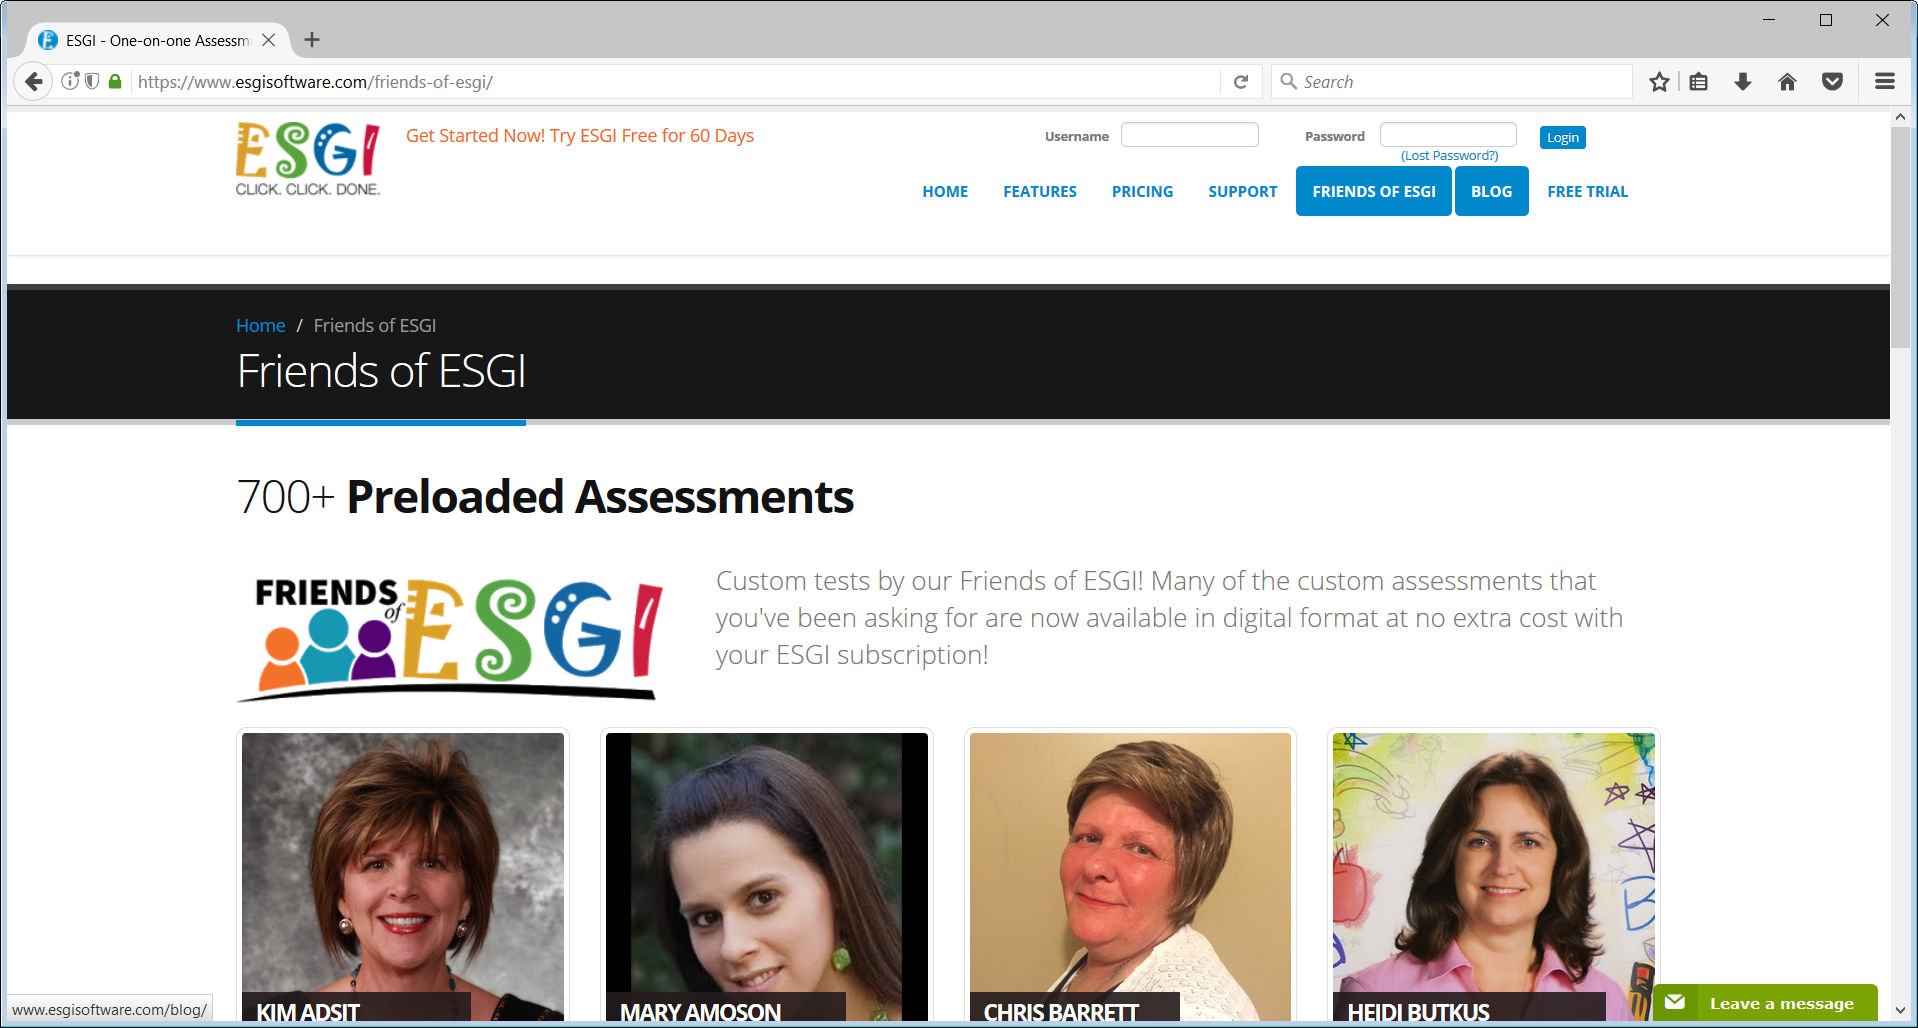 ESGI - One-on-one Assessm
https://www.esgisoftware.com/friends-of-esgi/
Search
ESGI
CLICK. CLICK. DONE.
Get Started Now! Try ESGI Free for 60 Days
Username
Password
Login
(Lost Password?)
HOME
FEATURES
PRICING
SUPPORT
FRIENDS OF ESGI
BLOG
FREE TRIAL
Home / Friends of ESGI
Friends of ESGI
700+ Preloaded Assessments
FRIENDS of ESGI
Custom tests by our Friends of ESGI! Many of the custom assessments that
you've been asking for are now available in digital format at no extra cost with
your ESGI subscription!
KIM ADSIT
MARY AMOSON
CHRIS BARRETT
HEIDI BUTKUS
Leave a message
www.esgisoftware.com/blog/